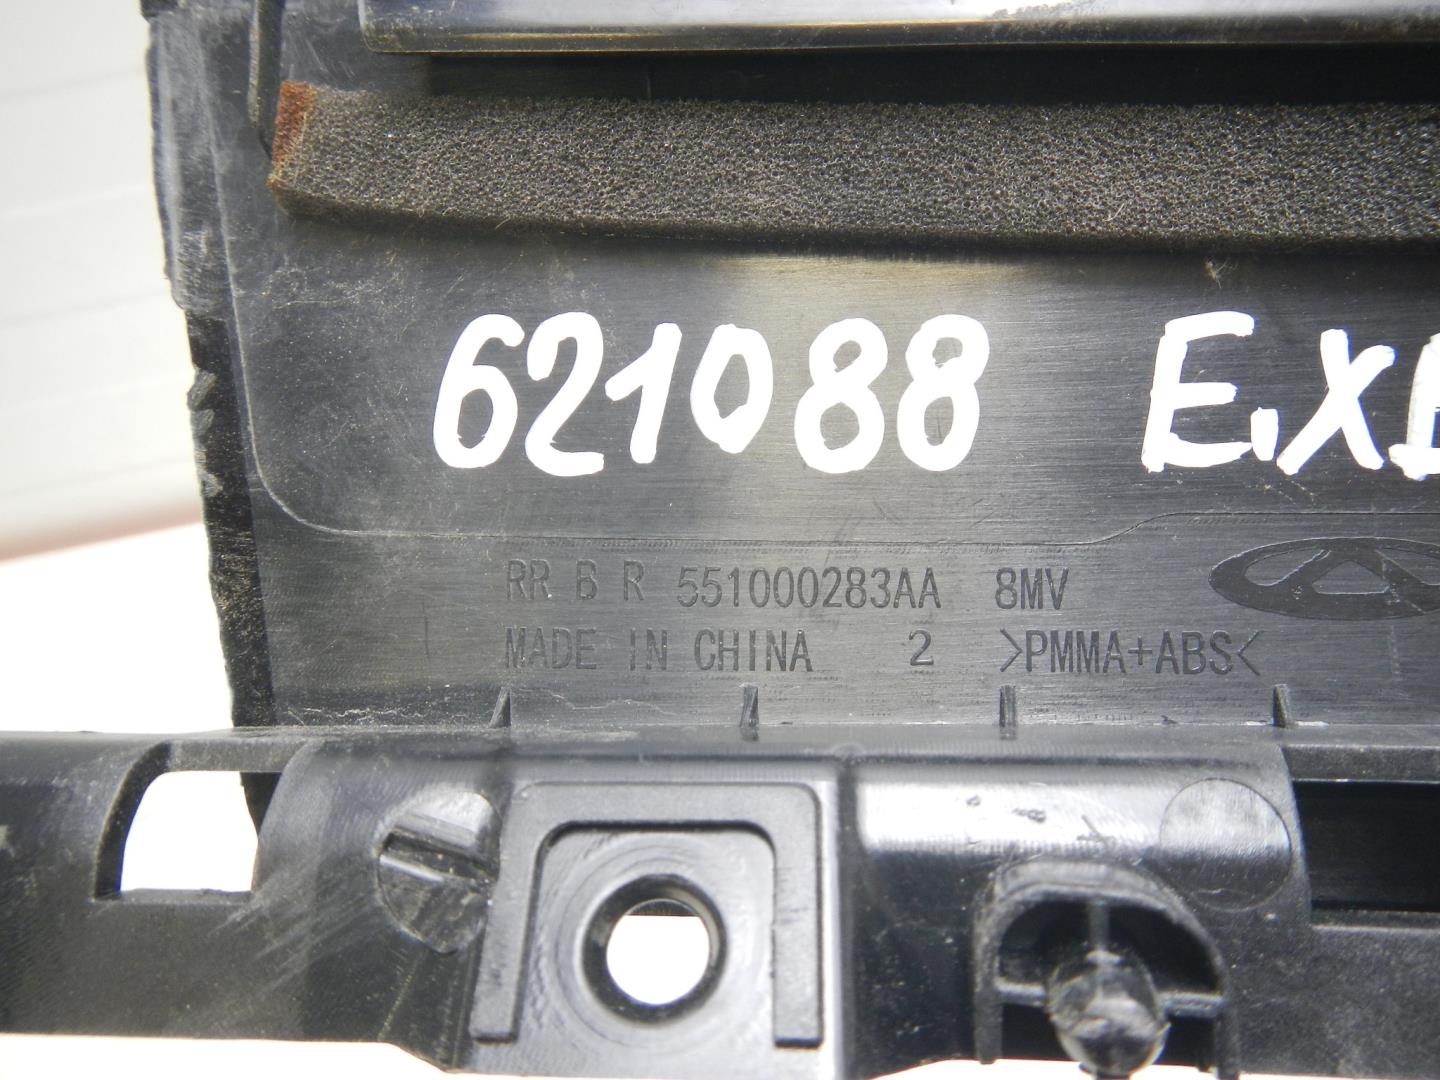 621088 E.X
RR B R 551000283AA 8MV
MADE IN CHINA 2 >PMMA+ABS<